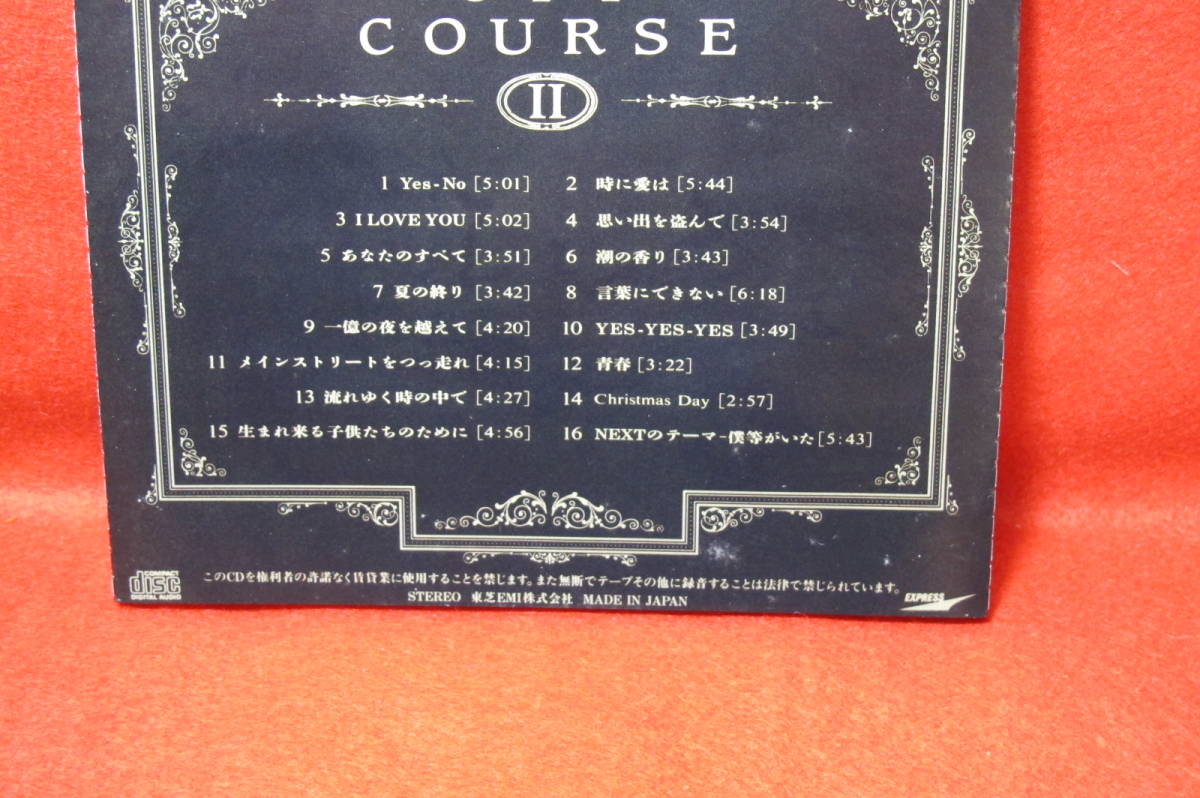 COURSE
II
1 Yes-No [5:01] 2 時に愛は [5:44]
3 I LOVE YOU [5:02] 4 思い出を盗んで [3:54]
5 あなたのすべて [3:51] 6 潮の香り [3:43]
7 夏の終り [3:42] 8 言葉にできない [6:18]
9 一億の夜を越えて [4:20] 10 YES-YES-YES [3:49]
11 メインストリートをつっ走れ [4:15] 12 青春 [3:22]
13 流れゆく時の中で [4:27] 14 Christmas Day [2:57]
15 生まれ来る子供たちのために [4:56] 16 NEXTのテーマ-僕等がいた [5:43]
COMPACT disc DIGITAL AUDIO
このCDを権利者の許諾なく賃貸業に使用することを禁じます。また無断でテープその他に録音することは法律で禁じられています。
STEREO 東芝EMI株式会社 MADE IN JAPAN
EXPRESS